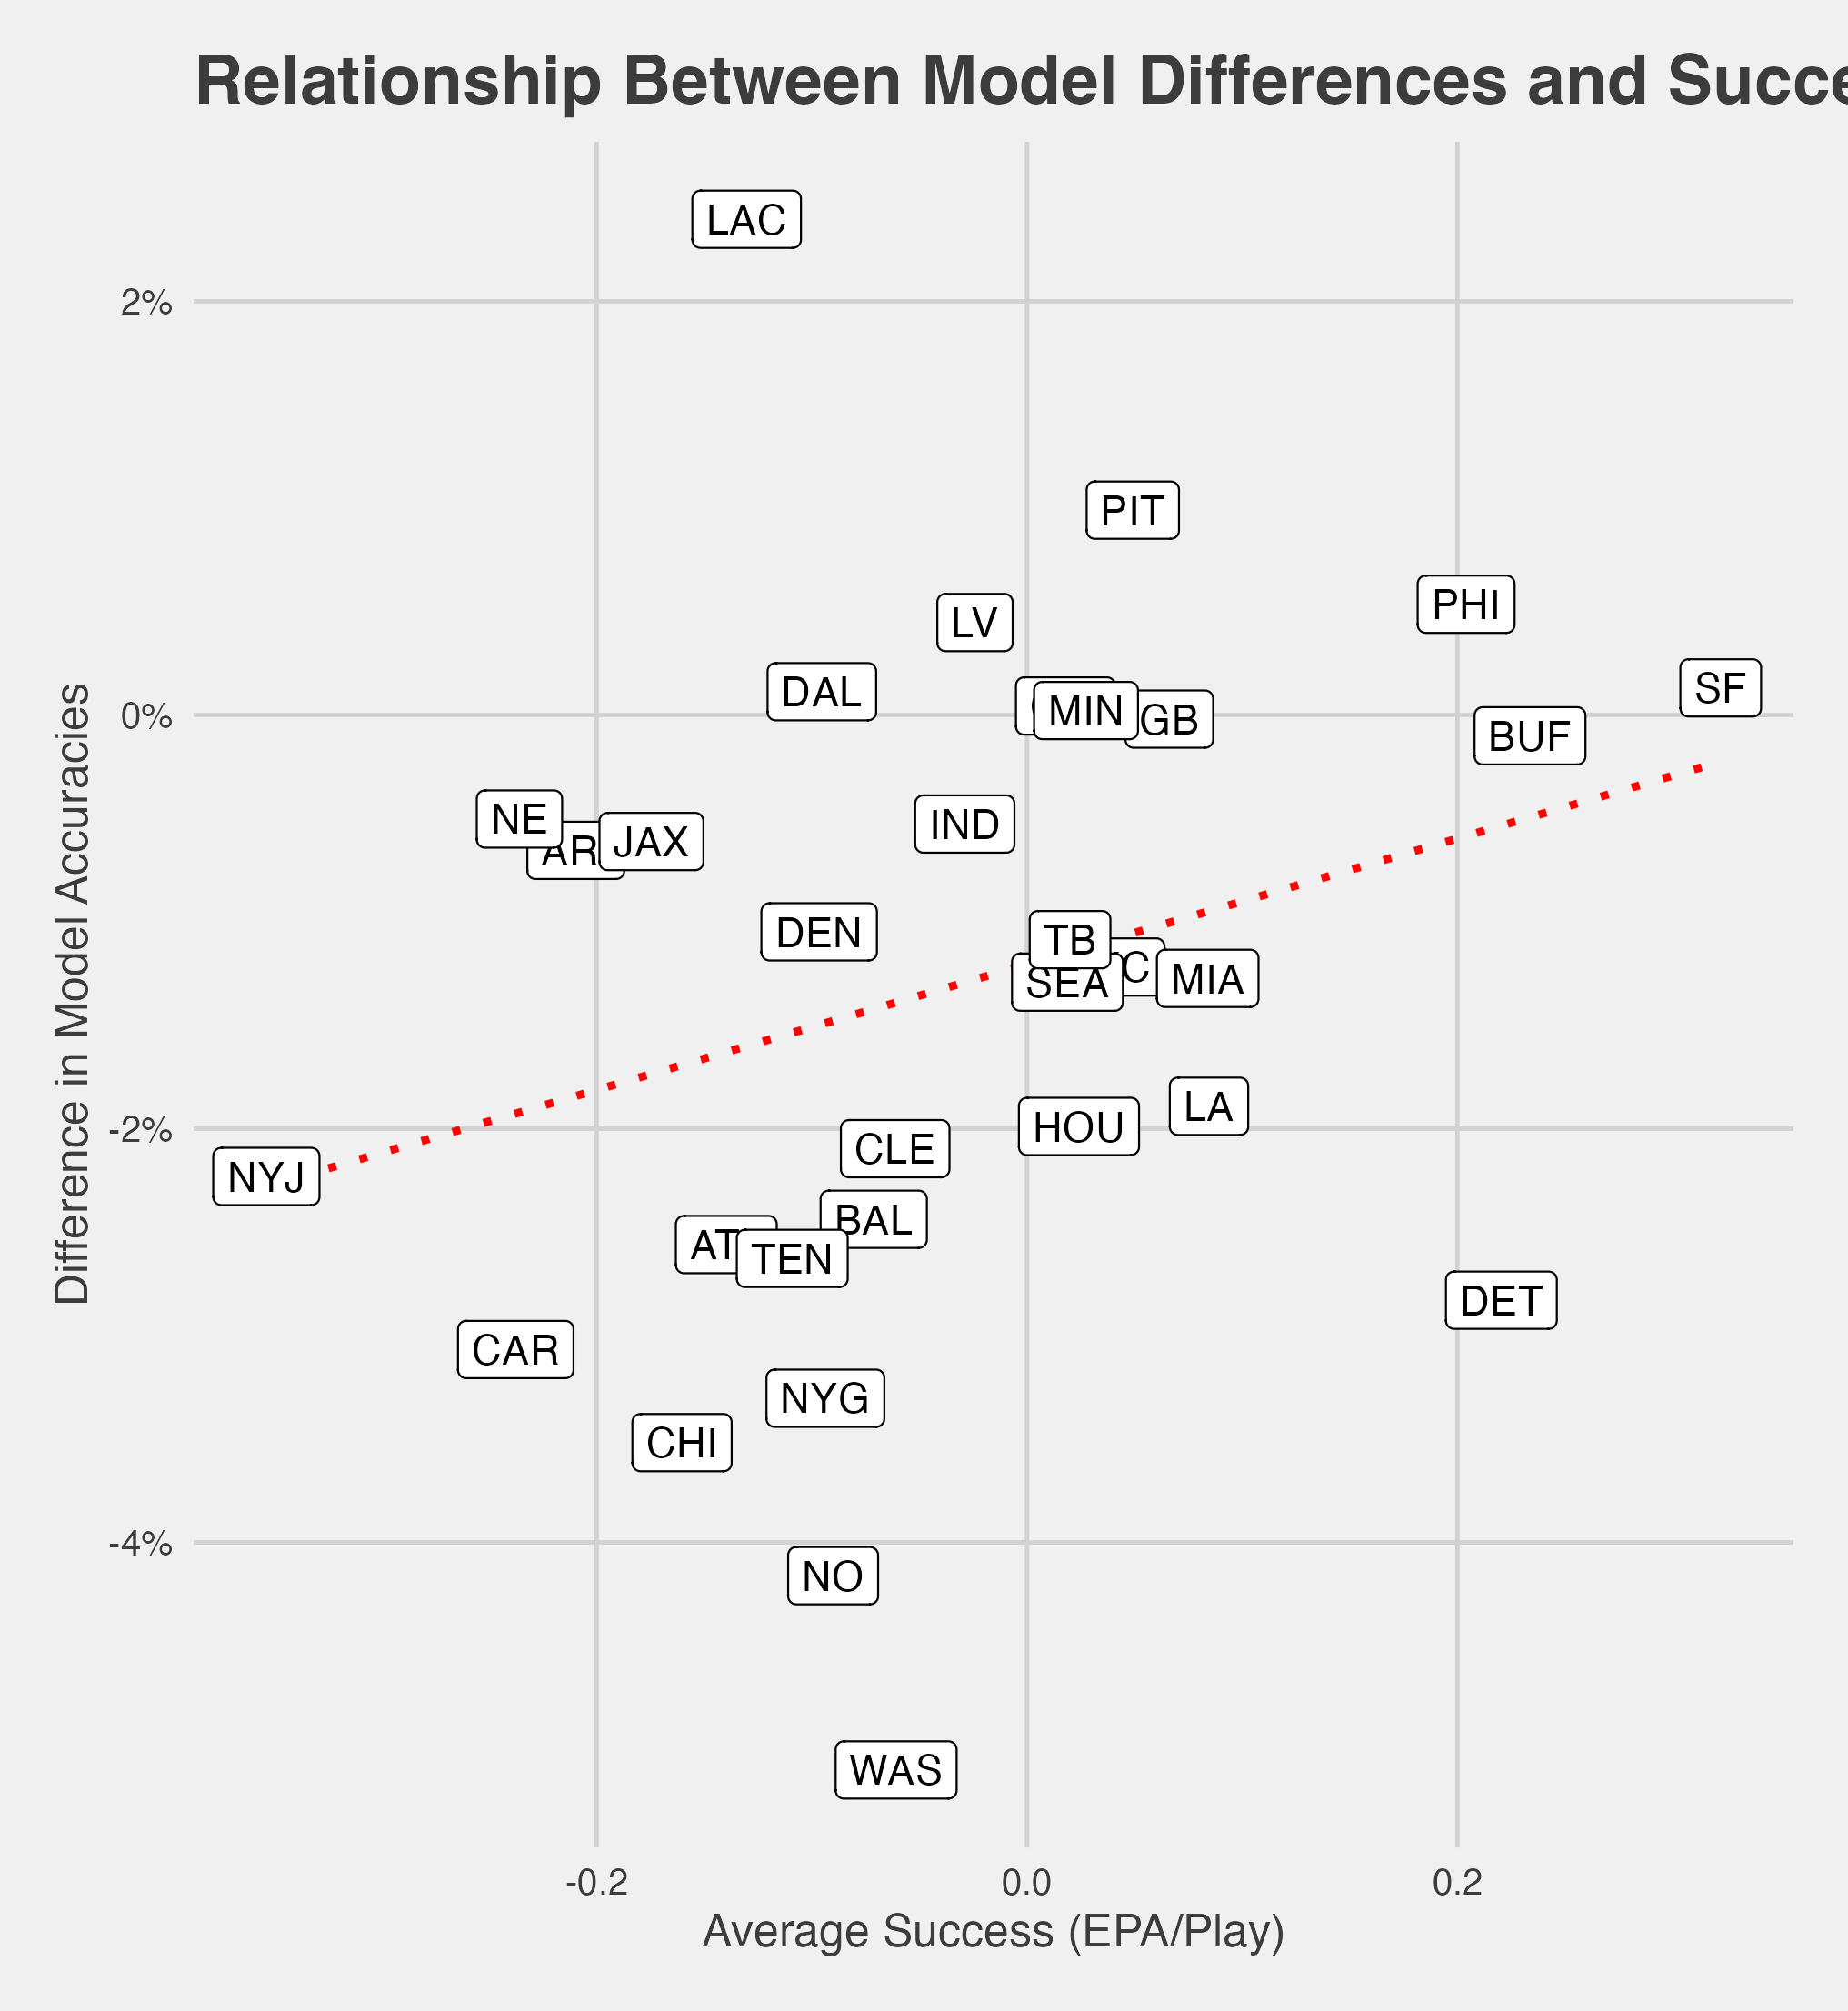 Relationship Between Model Differences and Succe
LAC
2%
PIT
PHI
LV
SF
DAL
MIN
GB
0%
BUF
NE
IND
JAX
DEN
TB
SEA
MIA
LA
HOU
-2%
CLE
NYJ
BAL
TEN
DET
CAR
NYG
CHI
-4%
NO
WAS
-0.2
0.0
0.2
Average Success (EPA/Play)
Difference in Model Accuracies